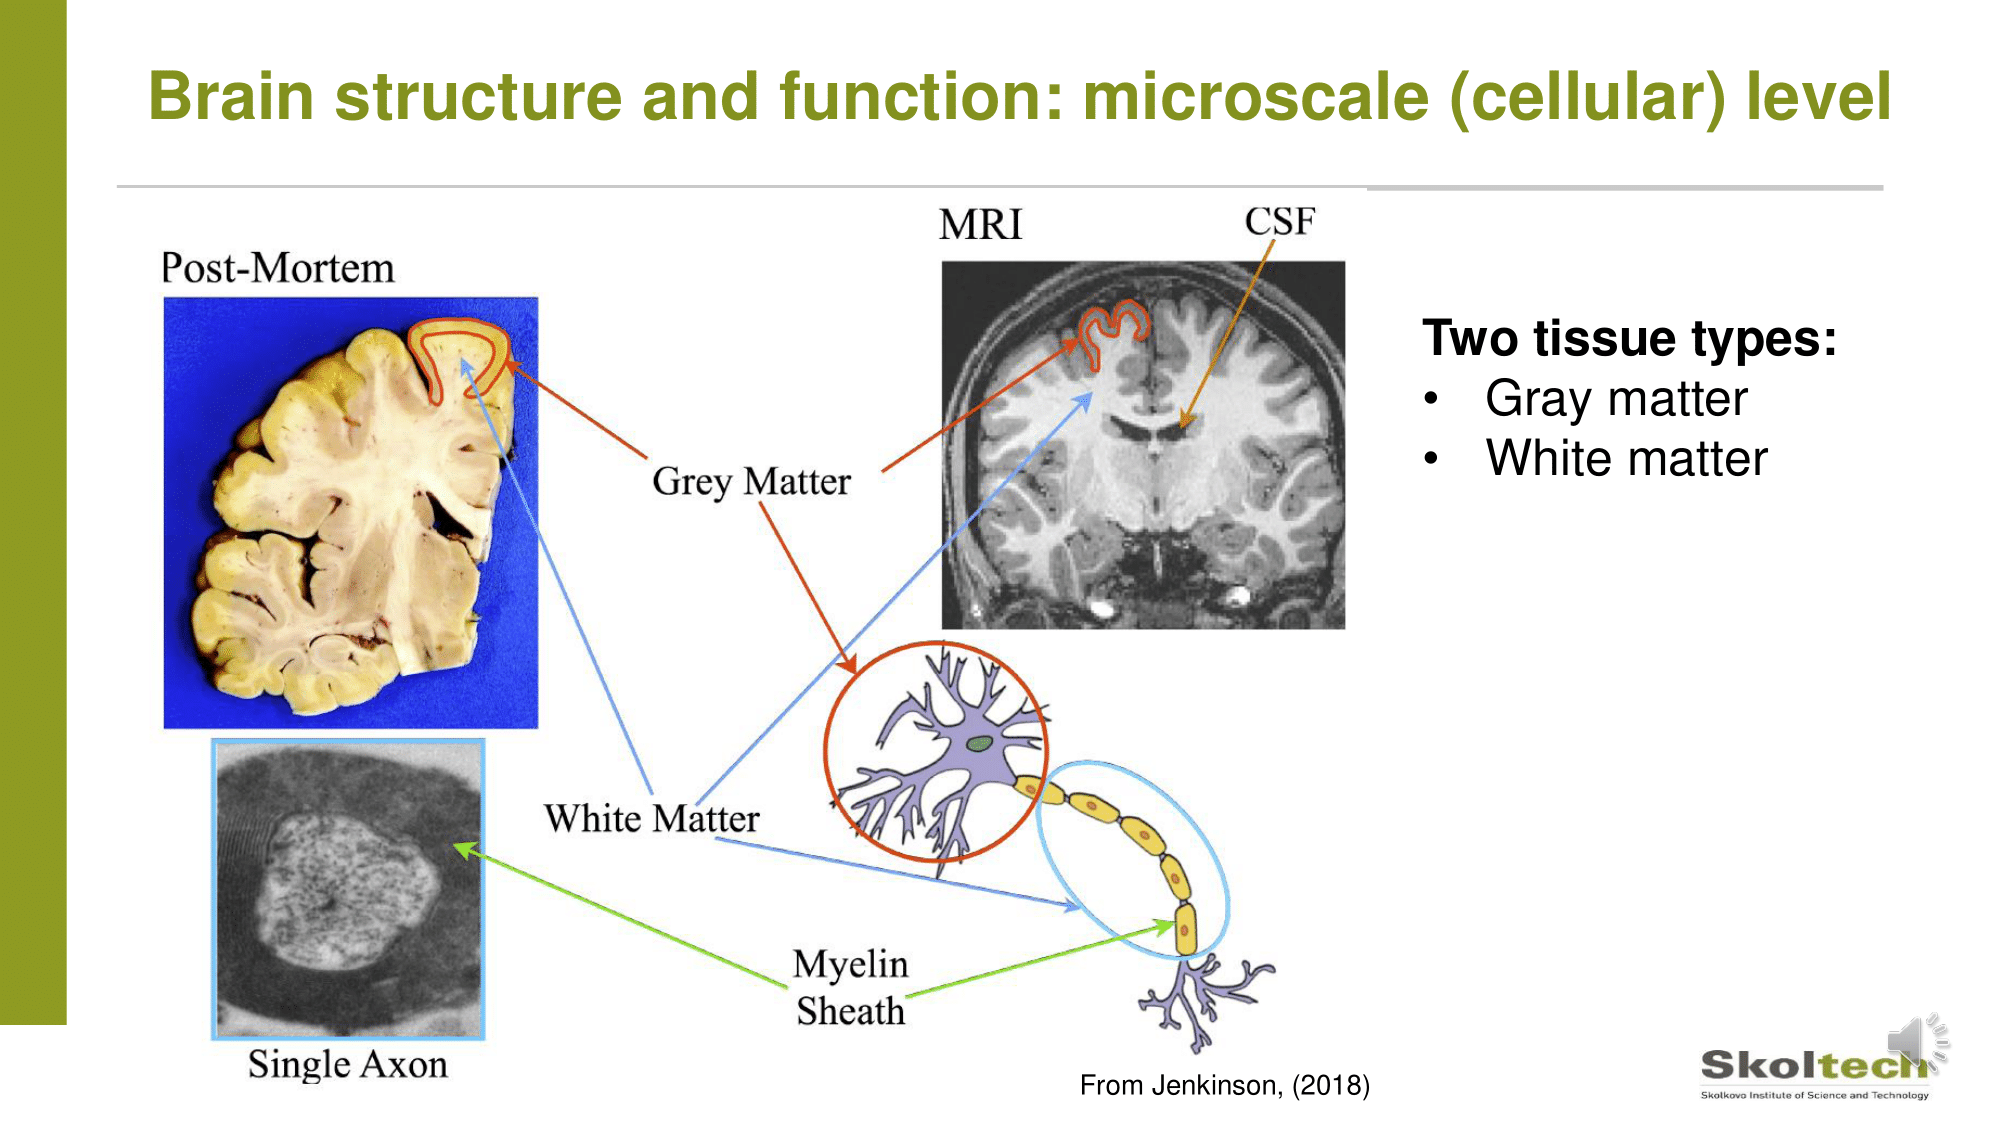 Brain structure and function: microscale (cellular) level
MRI
CSF
Post-Mortem
Two tissue types:
• Gray matter
• White matter
Grey Matter
White Matter
Myelin
Sheath
Single Axon
From Jenkinson, (2018)
Skoltech
Skolkovo Institute of Science and Technology